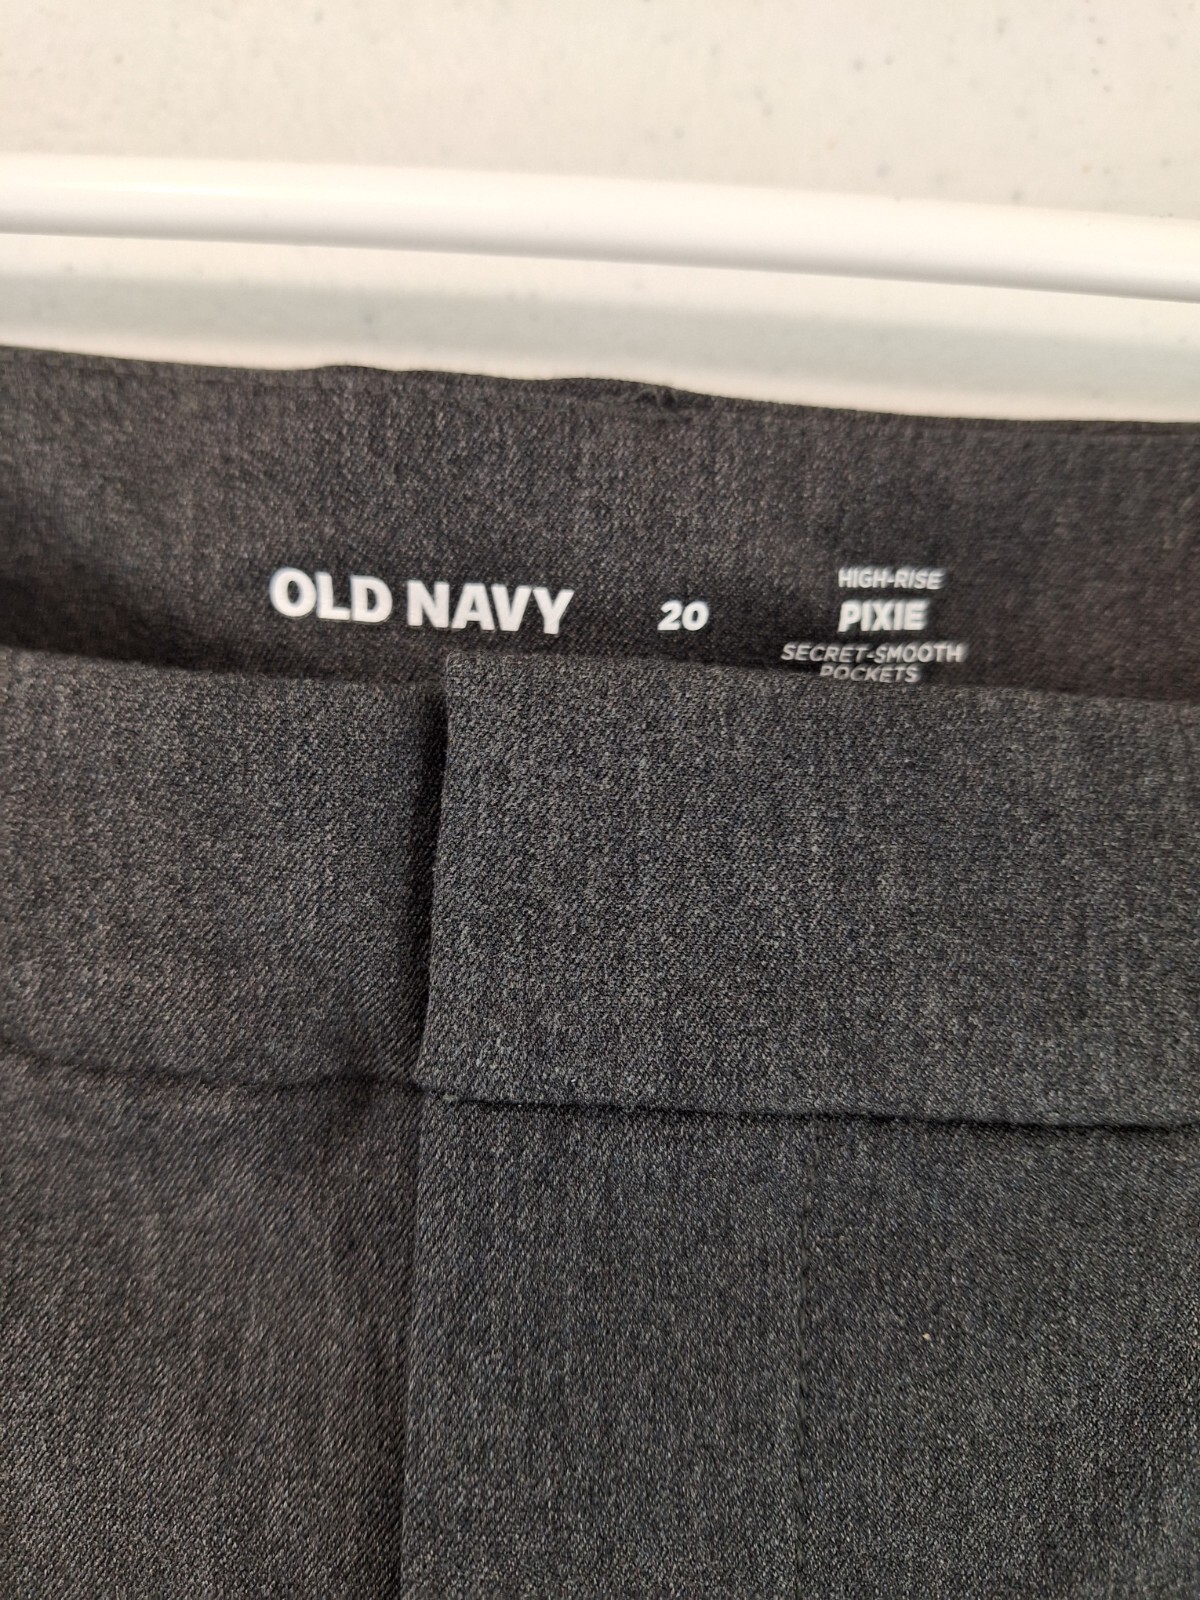 OLD NAVY
20
HIGH-RISE
PIXIE
SECRET-SMOOTH
POCKETS